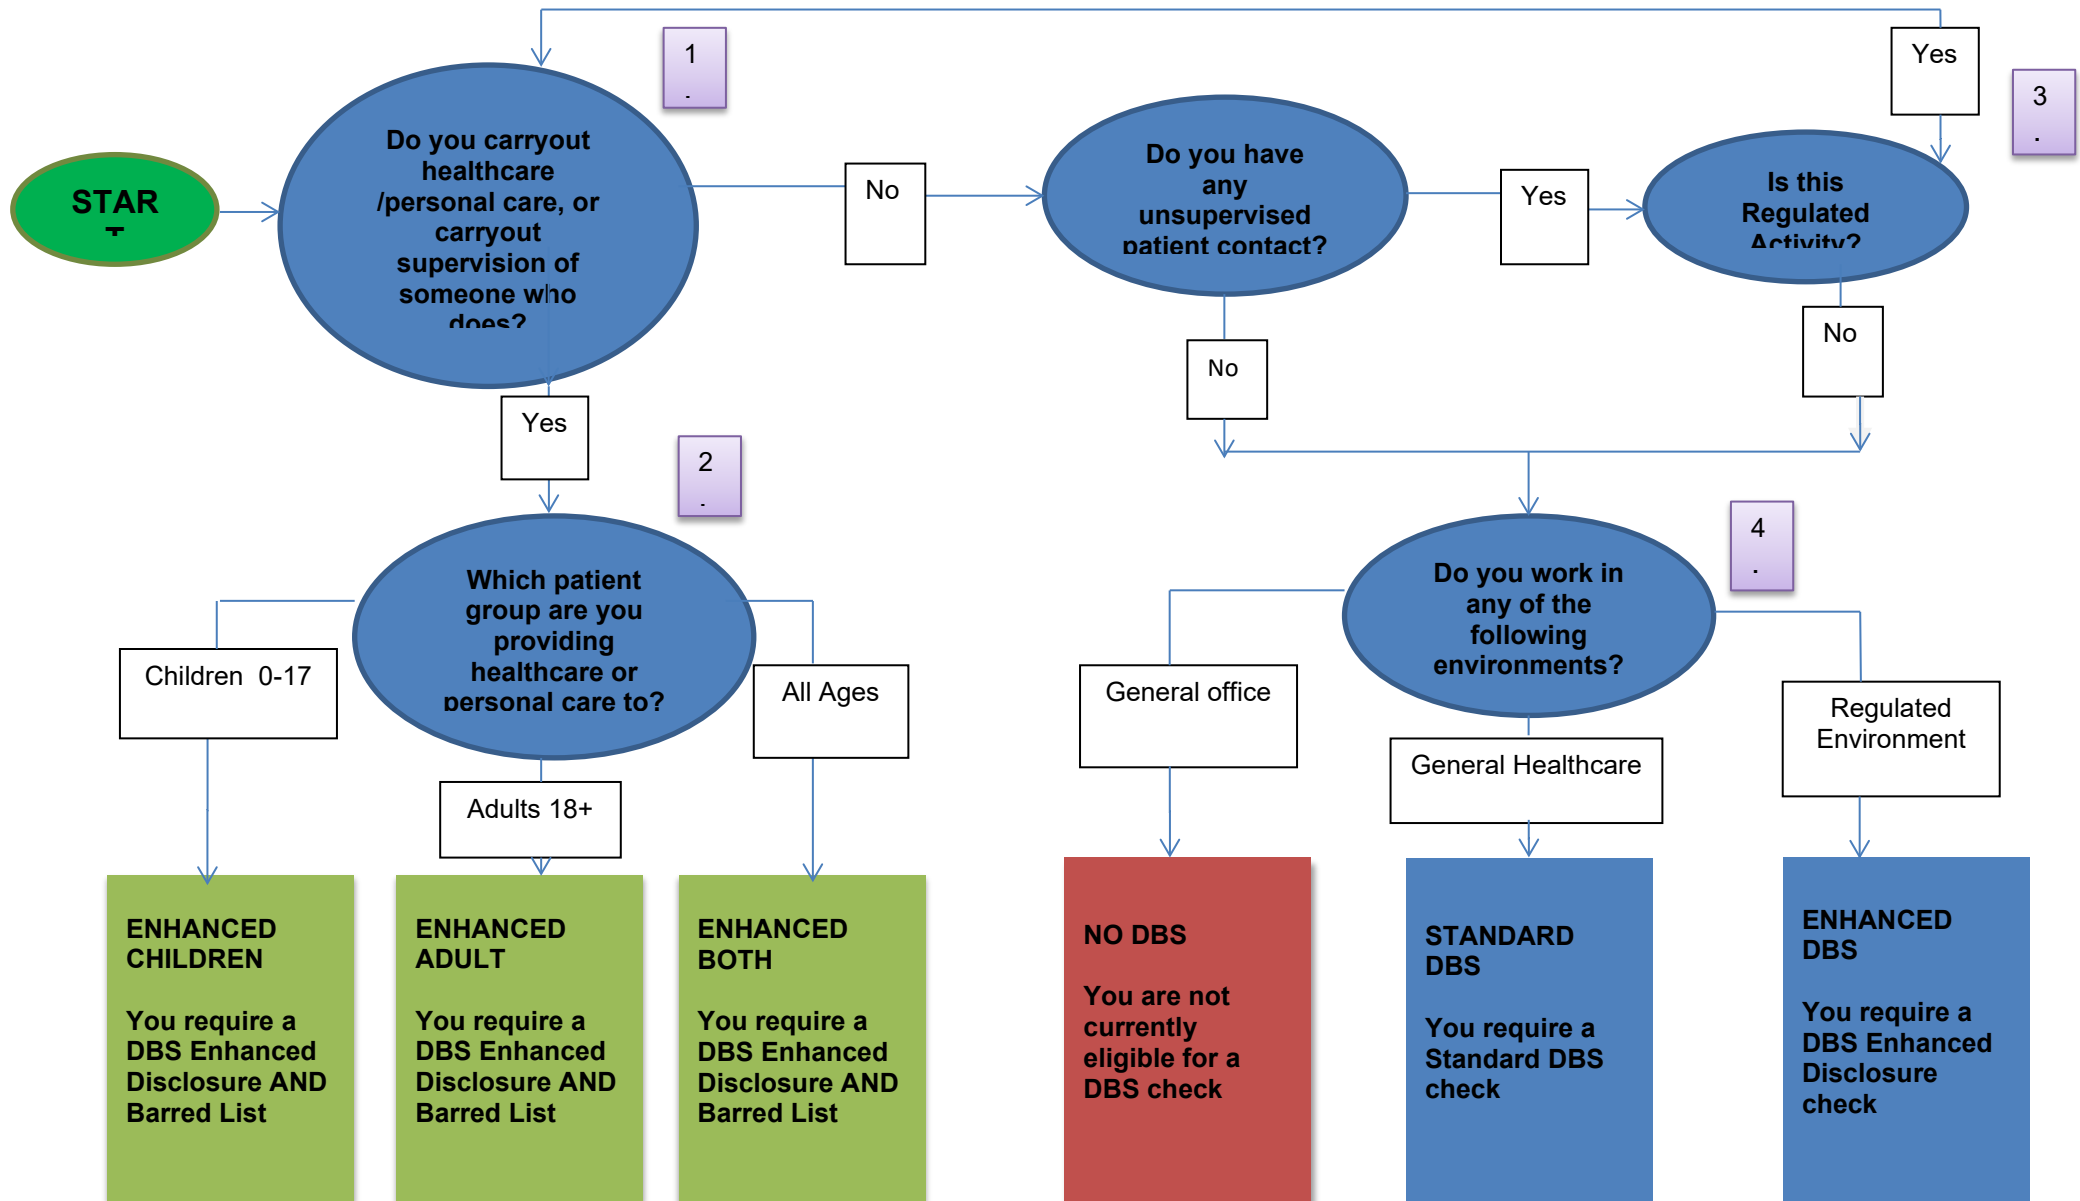 1
.
Yes
3
.
STAR
T
Do you carryout
healthcare
/personal care, or
carryout
supervision of
someone who
does?
No
Do you have
any
unsupervised
patient contact?
Yes
Is this
Regulated
Activity?
No
No
Yes
2
.
4
.
Which patient
group are you
providing
healthcare or
personal care to?
Do you work in
any of the
following
environments?
Children 0-17
All Ages
Adults 18+
General office
General Healthcare
Regulated
Environment
ENHANCED
CHILDREN
You require a
DBS Enhanced
Disclosure AND
Barred List
ENHANCED
ADULT
You require a
DBS Enhanced
Disclosure AND
Barred List
ENHANCED
BOTH
You require a
DBS Enhanced
Disclosure AND
Barred List
NO DBS
You are not
currently
eligible for a
DBS check
STANDARD
DBS
You require a
Standard DBS
check
ENHANCED
DBS
You require a
DBS Enhanced
Disclosure
check